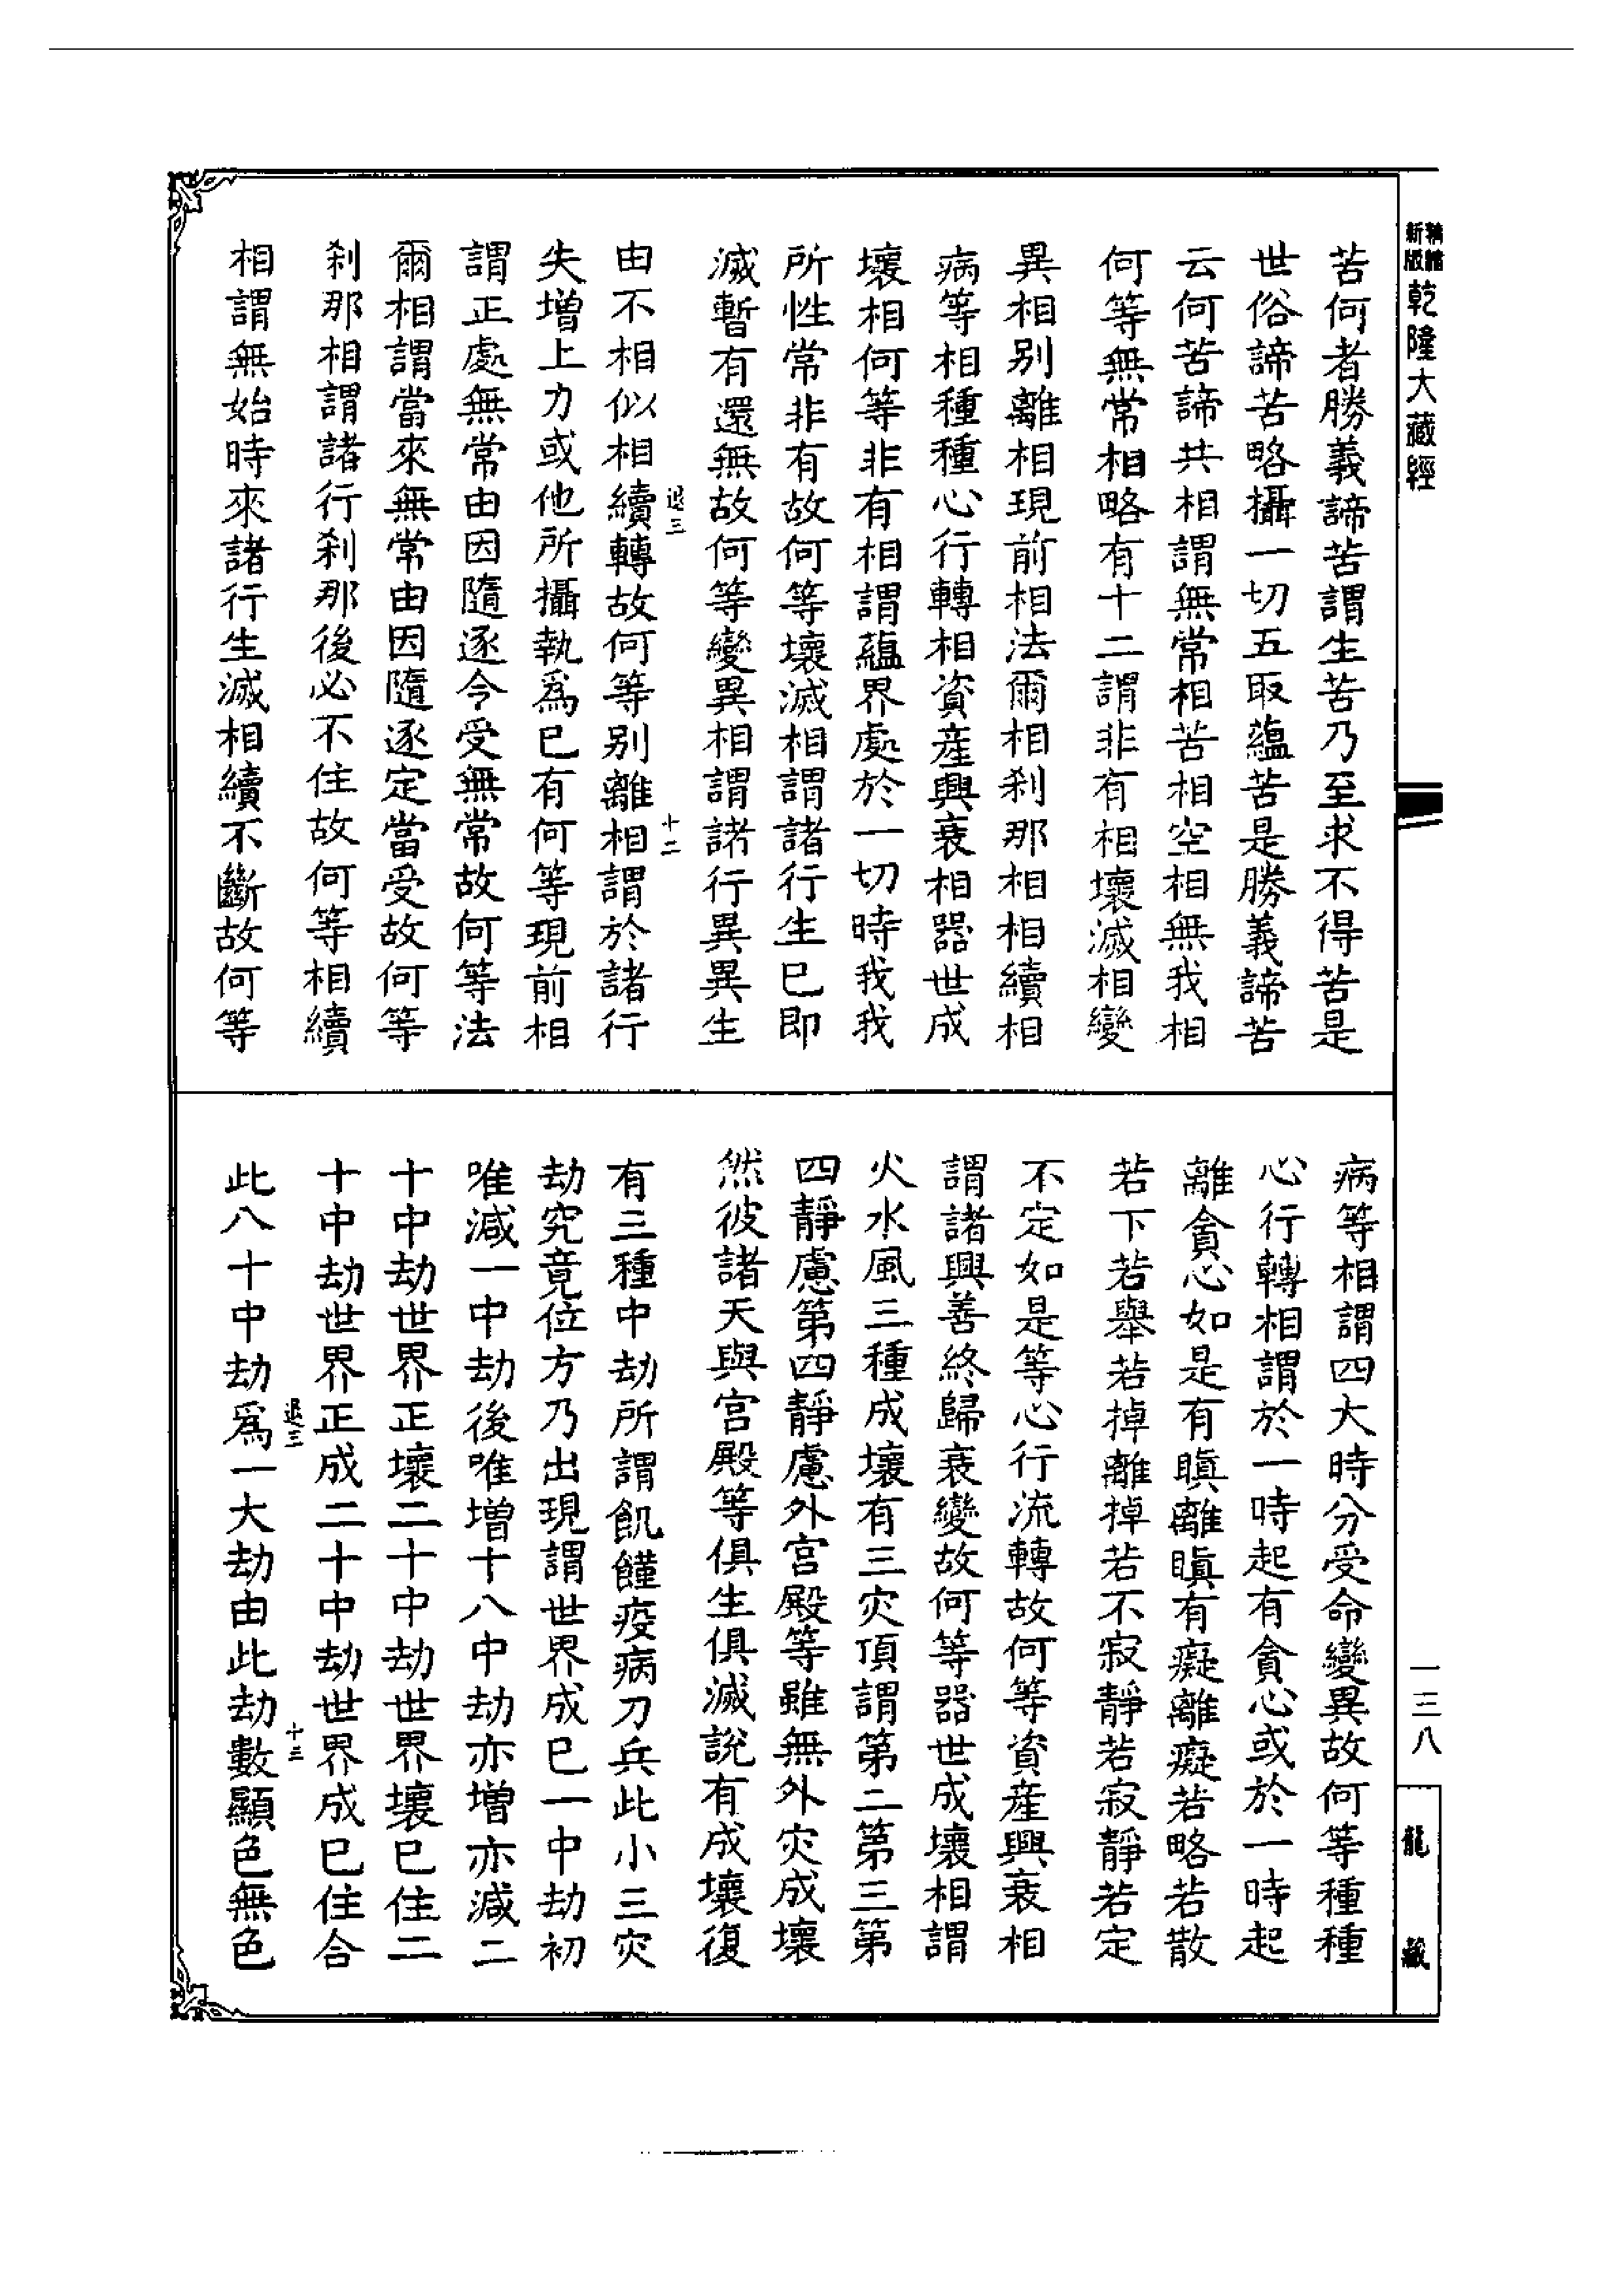 新版
精縮
乾隆大藏經
苦何者勝義諦苦謂生苦乃至求不得苦是
世俗諦苦略攝一切五取蘊苦是勝義諦苦
云何苦諦共相謂無常相苦相空相無我相
何等無常相略有十二謂非有相壞滅相變
異相别離相現前相法爾相刹那相相續相
病等相種種心行轉相資産興衰相器世成
壞相何等非有相謂蘊界處於一切時我我
所性常非有故何等壞滅相謂諸行生已即
滅暫有還無故何等變異相謂諸行異異生
退三
十二
由不相似相續轉故何等别離相謂於諸行
失增上力或他所攝執爲已有何等現前相
謂正處無常由因隨逐今受無常故何等法
爾相謂當來無常由因隨逐定當受故何等
刹那相謂諸行刹那後必不住故何等相續
相謂無始時來諸行生滅相續不斷故何等
病等相謂四大時分受命變異故何等種種
心行轉相謂於一時起有貪心或於一時起
離貪心如是有瞋離瞋有癡離癡若略若散
若下若舉若掉離掉若不寂靜若寂靜若定
不定如是等心行流轉故何等資産興衰相
謂諸興善終歸衰變故何等器世成壞相謂
火水風三種成壞有三灾頂謂第二第三第
四靜慮第四靜慮外宮殿等雖無外灾成壞
然彼諸天與宮殿等俱生俱滅說有成壞復
有三種中劫所謂飢饉疫病刀兵此小三灾
劫究竟位方乃出現謂世界成已一中劫初
唯減一中劫後唯增十八中劫亦增亦減二
十中劫世界正壞二十中劫世界壞已住二
十中劫世界正成二十中劫世界成已住合
退三
十三
此八十中劫爲一大劫由此劫數顯色無色
一三八
龍藏